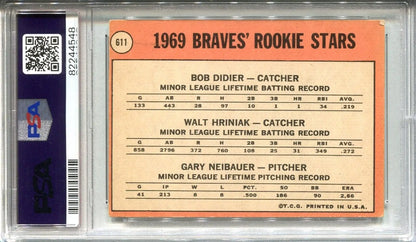 611
1969 BRAVES' ROOKIE STARS
BOB DIDIER — CATCHER
MINOR LEAGUE LIFETIME BATTING RECORD
G AB R H 2B 3B HR RBI AVG.
133 443 28 97 10 1 1 34 .219
WALT HRINIAK — CATCHER
MINOR LEAGUE LIFETIME BATTING RECORD
G AB R H 2B 3B HR RBI AVG.
858 2796 372 760 108 25 31 349 .272
GARY NEIBAUER — PITCHER
MINOR LEAGUE LIFETIME PITCHING RECORD
G IP W L PCT. SO BB ERA
41 213 8 8 .500 186 90 2.66
©T.C.G. PRINTED IN U.S.A.
PSA
PSA
82244548